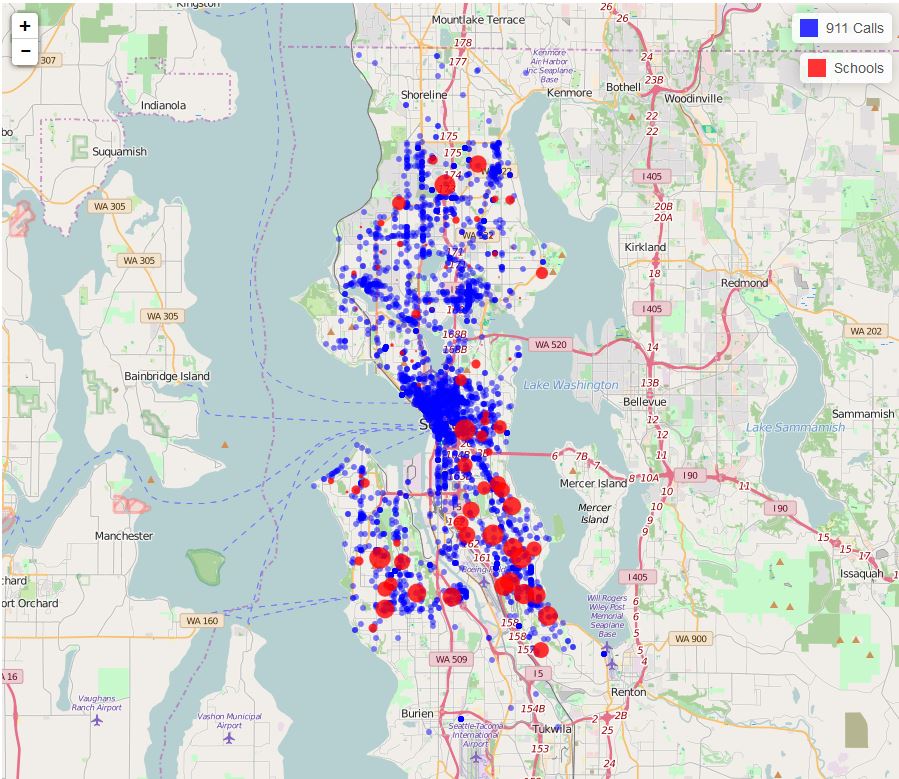 Kingston
Mountlake Terrace
26
26
+
−
911 Calls
178
177
24
307
Kenmore
Air Harbor
Inc Seaplane
Base
Schools
23B
Bothell
Shoreline
Kenmore
Woodinville
Indianola
22
22
175
175
Suquamish
174
I 405
WA 305
20B
20A
Kirkland
WA 305
18
Redmond
I 405
WA 305
WA 202
168B
WA 520
14
Bainbridge Island
13B
Lake Washington
Bellevue
Sammamish
12
Lake Sammamish
12
11
6
7B
7
8
10A
I 90
11
Mercer Island
10
I 90
10
9
9
Mercer
Island
Manchester
15
15
17
161
Issaquah
I 405
ort Orchard
Will Rogers
Wiley Post
Memorial
Seaplane
Base
6
6
5
5
4
WA 160
158
158
WA 900
157
WA 509
I 5
16
Renton
Vaughans
Ranch Airport
154B
Burien
2
2B
Vashon Municipal
Airport
Seattle-Tacoma
International
Airport
Tukwila
25
153
24